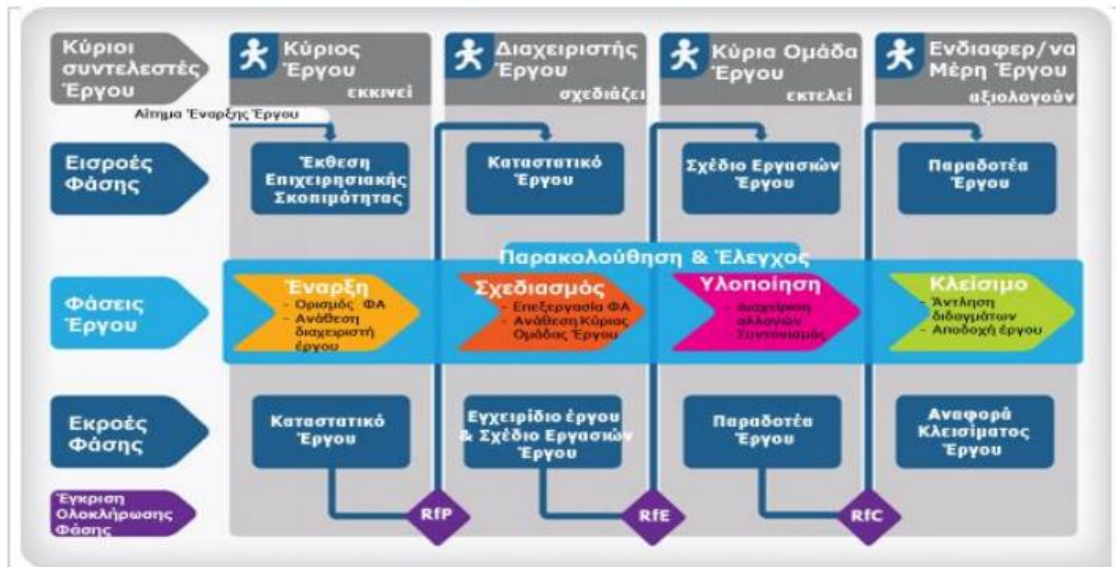 Κύριοι
συντελεστές
Έργου
Κύριος
Έργου
εκκινεί
Διαχειριστής
Έργου
σχεδιάζει
Κύρια Ομάδα
Έργου
εκτελεί
Ενδιαφερ/να
Μέρη Έργου
αξιολογούν
Αίτημα Έναρξης Έργου
Εισροές
Φάσης
Έκθεση
Επιχειρησιακής
Σκοπιμότητας
Καταστατικό
Έργου
Σχέδιο Εργασιών
Έργου
Παραδοτέα
Έργου
Παρακολούθηση & Έλεγχος
Φάσεις
Έργου
Έναρξη
- Ορισμός ΦΑ
- Ανάθεση
διαχειριστή
έργου
Σχεδιασμός
- Επεξεργασία ΦΑ
- Ανάθεση Κύριας
Ομάδας Έργου
Υλοποίηση
- Διαχείριση
αλλαγών
- Συντονισμός
Κλείσιμο
- Άντληση
διδαγμάτων
- Αποδοχή έργου
Εκροές
Φάσης
Καταστατικό
Έργου
Εγχειρίδιο έργου
& Σχέδιο Εργασιών
Έργου
Παραδοτέα
Έργου
Αναφορά
Κλεισίματος
Έργου
Έγκριση
Ολοκλήρωσης
Φάσης
RfP
RfE
RfC